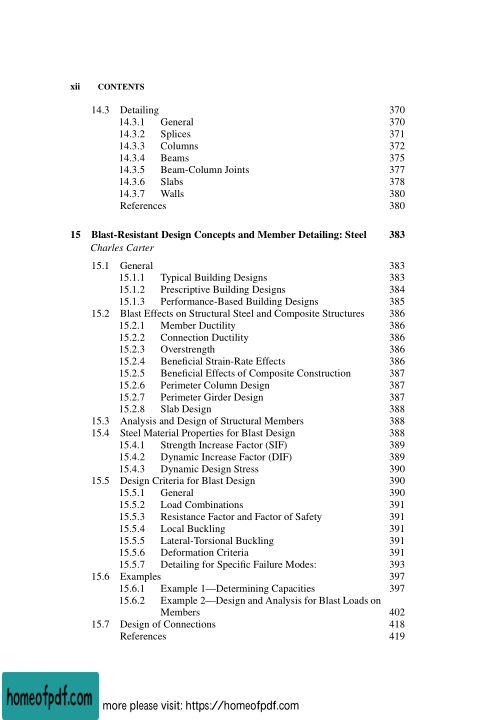 xii CONTENTS
14.3 Detailing 370
14.3.1 General 370
14.3.2 Splices 371
14.3.3 Columns 372
14.3.4 Beams 375
14.3.5 Beam-Column Joints 377
14.3.6 Slabs 378
14.3.7 Walls 380
References 380
15 Blast-Resistant Design Concepts and Member Detailing: Steel 383
Charles Carter
15.1 General 383
15.1.1 Typical Building Designs 383
15.1.2 Prescriptive Building Designs 384
15.1.3 Performance-Based Building Designs 385
15.2 Blast Effects on Structural Steel and Composite Structures 386
15.2.1 Member Ductility 386
15.2.2 Connection Ductility 386
15.2.3 Overstrength 386
15.2.4 Beneficial Strain-Rate Effects 386
15.2.5 Beneficial Effects of Composite Construction 387
15.2.6 Perimeter Column Design 387
15.2.7 Perimeter Girder Design 387
15.2.8 Slab Design 388
15.3 Analysis and Design of Structural Members 388
15.4 Steel Material Properties for Blast Design 388
15.4.1 Strength Increase Factor (SIF) 389
15.4.2 Dynamic Increase Factor (DIF) 389
15.4.3 Dynamic Design Stress 390
15.5 Design Criteria for Blast Design 390
15.5.1 General 390
15.5.2 Load Combinations 391
15.5.3 Resistance Factor and Factor of Safety 391
15.5.4 Local Buckling 391
15.5.5 Lateral-Torsional Buckling 391
15.5.6 Deformation Criteria 391
15.5.7 Detailing for Specific Failure Modes: 393
15.6 Examples 397
15.6.1 Example 1—Determining Capacities 397
15.6.2 Example 2—Design and Analysis for Blast Loads on
Members 402
15.7 Design of Connections 418
References 419
homeofpdf.com more please visit: https://homeofpdf.com